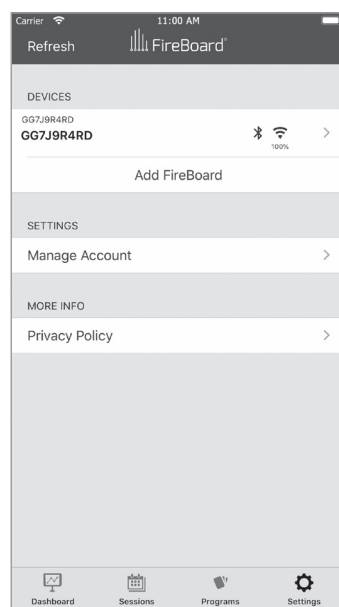 Carrier 11:00 AM
Refresh FireBoard®
DEVICES
GG7J9R4RD
GG7J9R4RD
100%
Add FireBoard
SETTINGS
Manage Account
MORE INFO
Privacy Policy
Dashboard Sessions Programs Settings